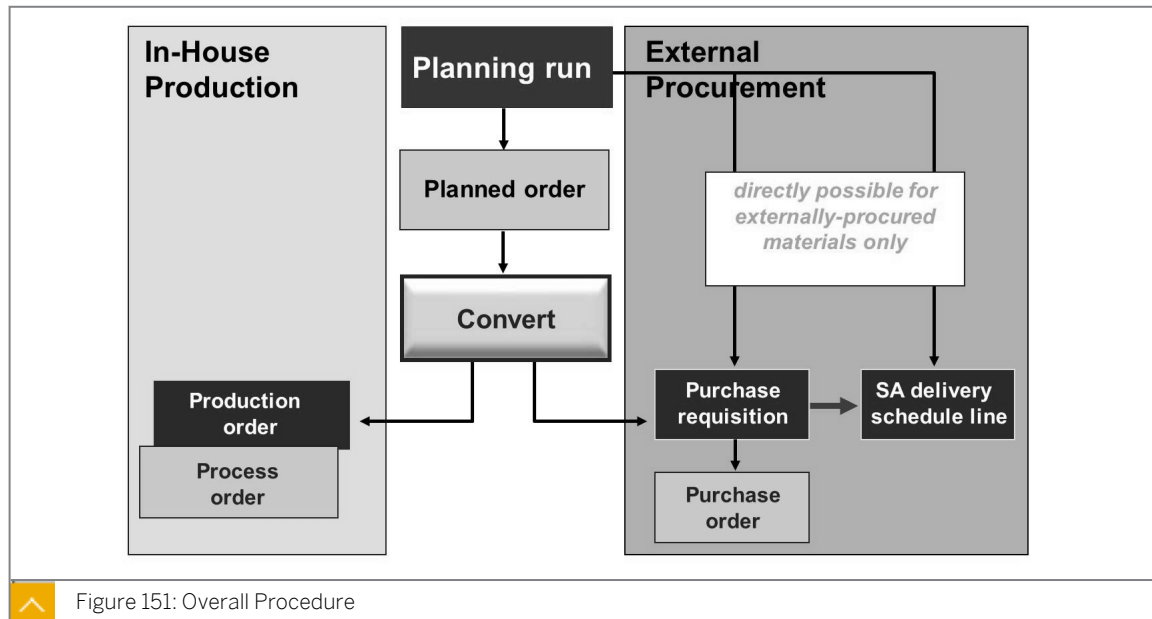 In-House
Production
Planning run
External
Procurement
Planned order
directly possible for
externally-procured
materials only
Convert
Production
order
Process
order
Purchase
requisition
SA delivery
schedule line
Purchase
order
Figure 151: Overall Procedure